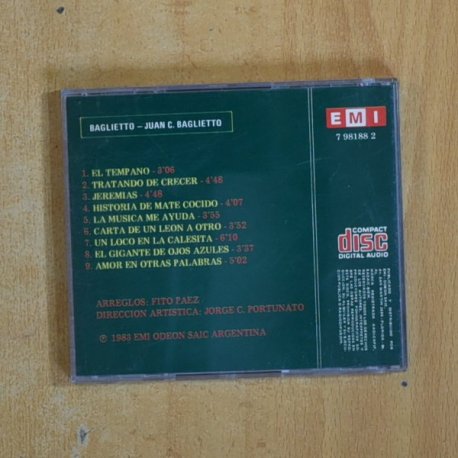 BAGLIETTO – JUAN C. BAGLIETTO
1. EL TEMPANO - 3'06
2. TRATANDO DE CRECER - 4'48
3. JEREMIAS - 4'48
4. HISTORIA DE MATE COCIDO - 4'07
5. LA MUSICA ME AYUDA - 3'55
6. CARTA DE UN LEON A OTRO - 3'52
7. UN LOCO EN LA CALESITA - 6'10
8. EL GIGANTE DE OJOS AZULES - 3'37
9. AMOR EN OTRAS PALABRAS - 5'02
ARREGLOS: FITO PAEZ
DIRECCION ARTISTICA: JORGE C. PORTUNATO
℗ 1983 EMI ODEON SAIC ARGENTINA
EMI
7 98188 2
COMPACT
disc
DIGITAL AUDIO